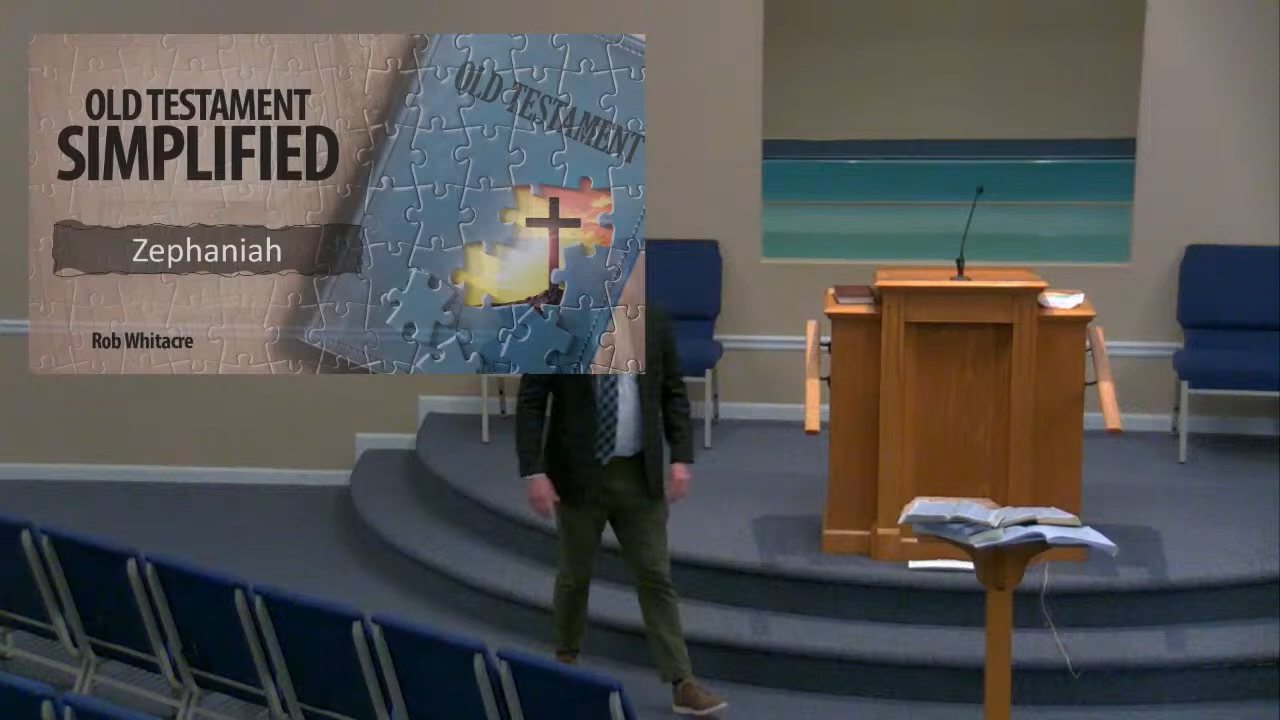 OLD TESTAMENT
SIMPLIFIED
Zephaniah
Rob Whitacre
OLD TESTAMENT